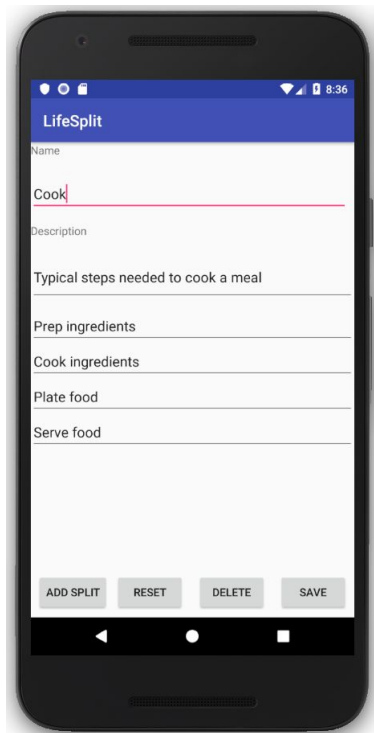 8:36
LifeSplit
Name
Cook
Description
Typical steps needed to cook a meal
Prep ingredients
Cook ingredients
Plate food
Serve food
ADD SPLIT RESET DELETE SAVE